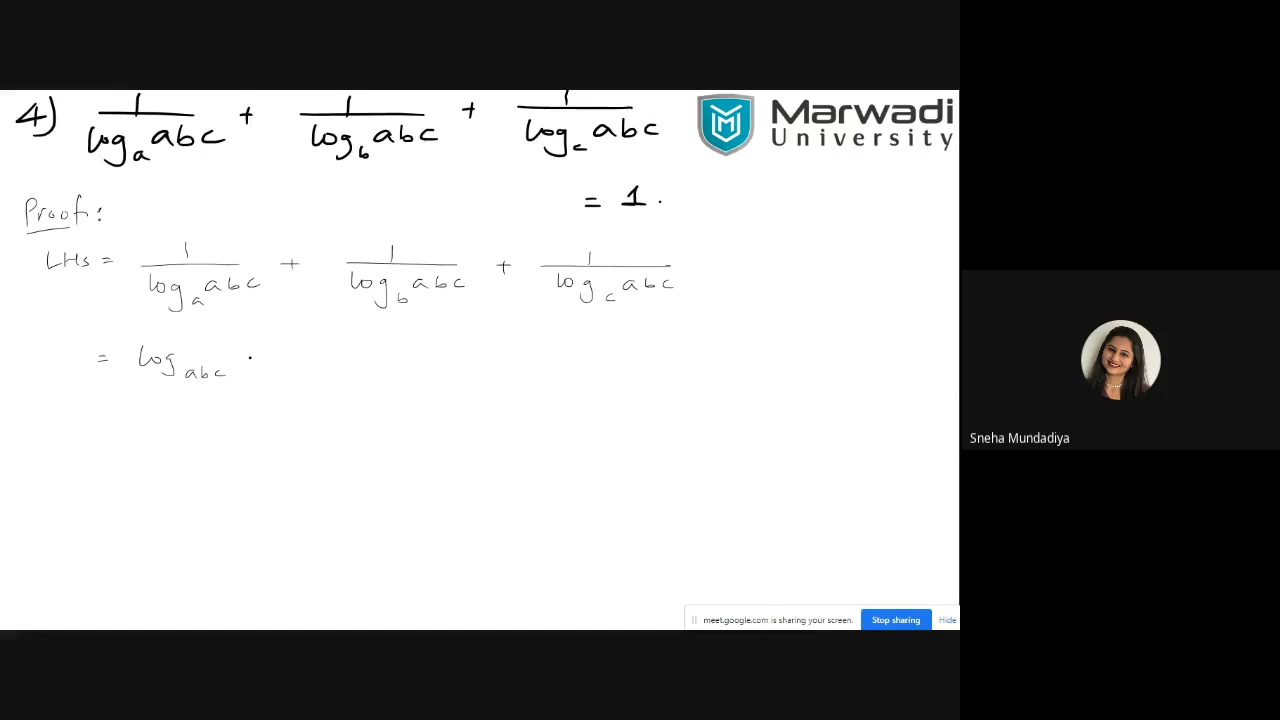 4) 1/log_a abc + 1/log_b abc + 1/log_c abc
= 1.
Marwadi
University
Proof:
LHS = 1/log_a abc + 1/log_b abc + 1/log_c abc
= log_abc
Sneha Mundadiya
meet.google.com is sharing your screen. Stop sharing Hide